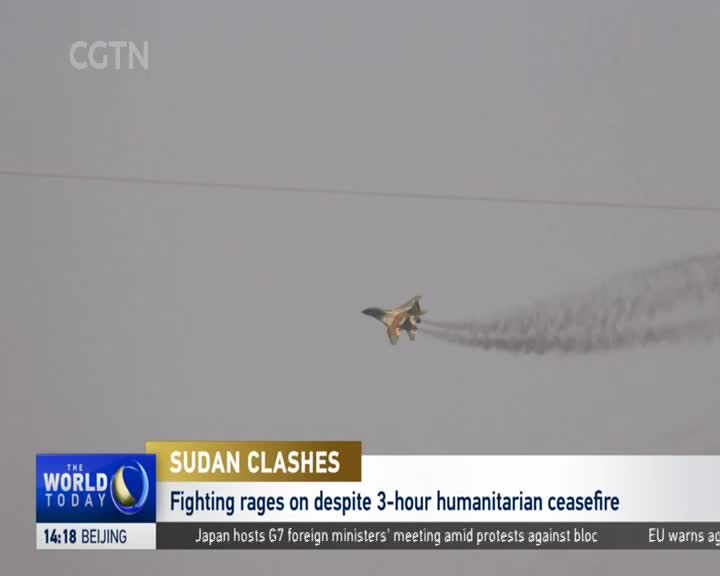 CGTN
SUDAN CLASHES
THE
WORLD
TODAY
Fighting rages on despite 3-hour humanitarian ceasefire
14:18 BEIJING
Japan hosts G7 foreign ministers' meeting amid protests against bloc
EU warns